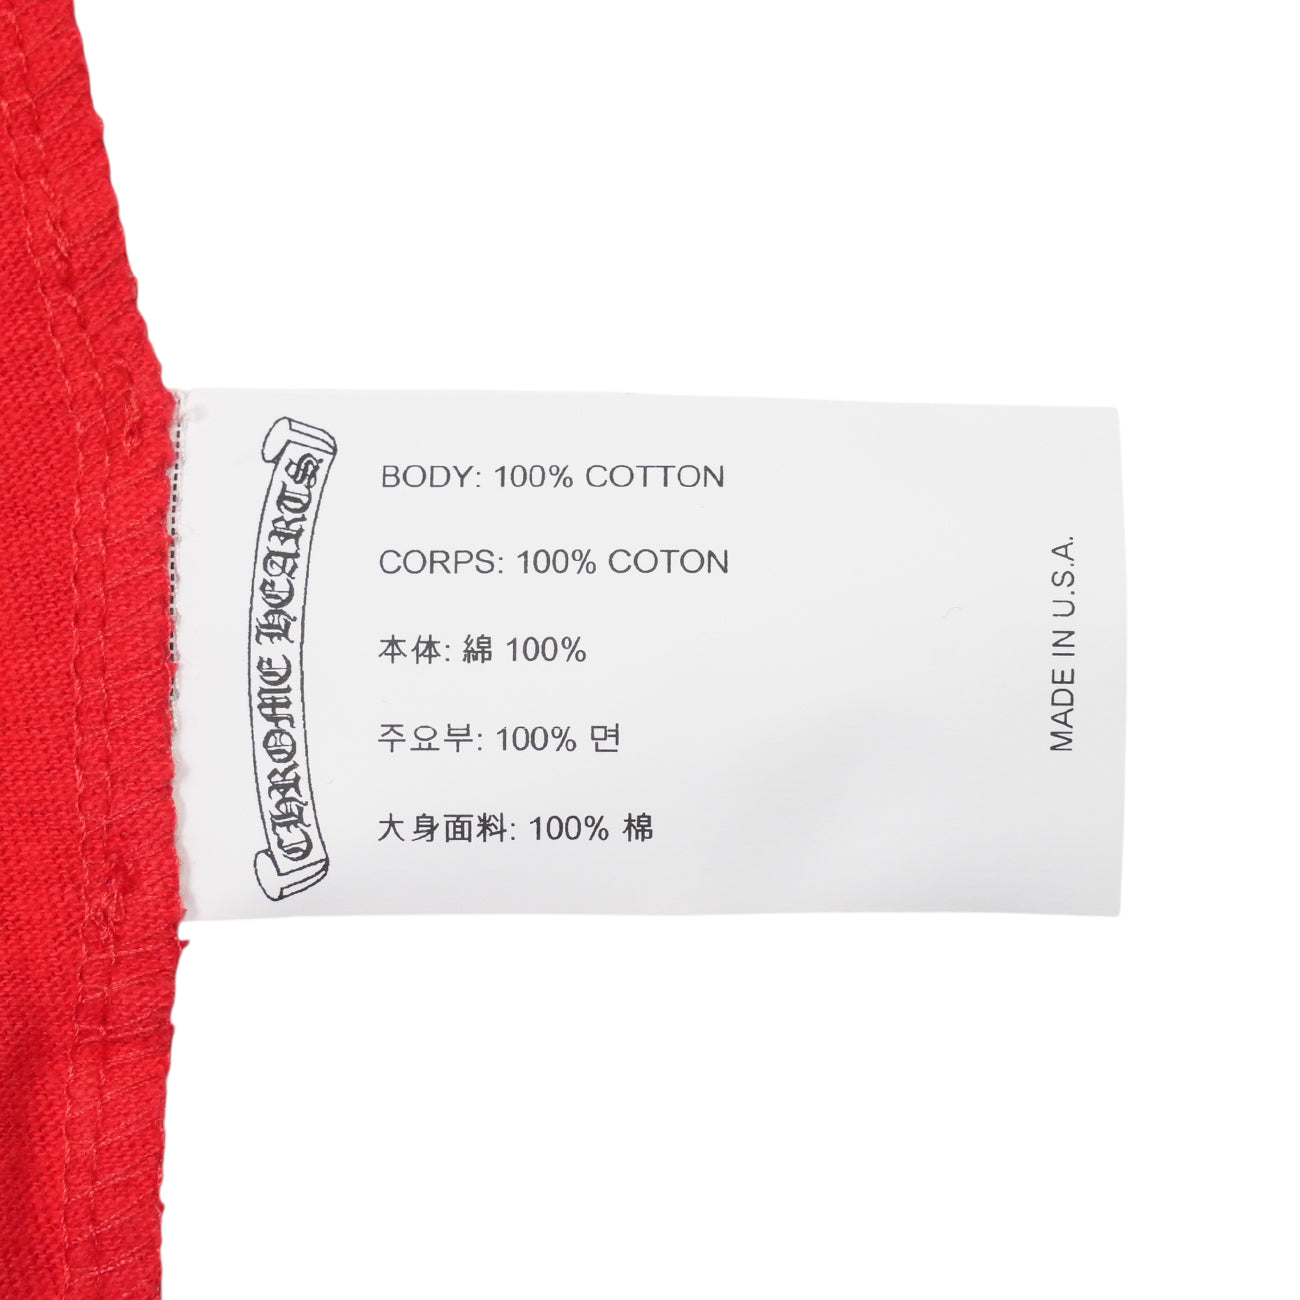 CHROME HEARTS
BODY: 100% COTTON
CORPS: 100% COTON
本体: 綿 100%
주요부: 100% 면
大身面料: 100% 棉
MADE IN U.S.A.